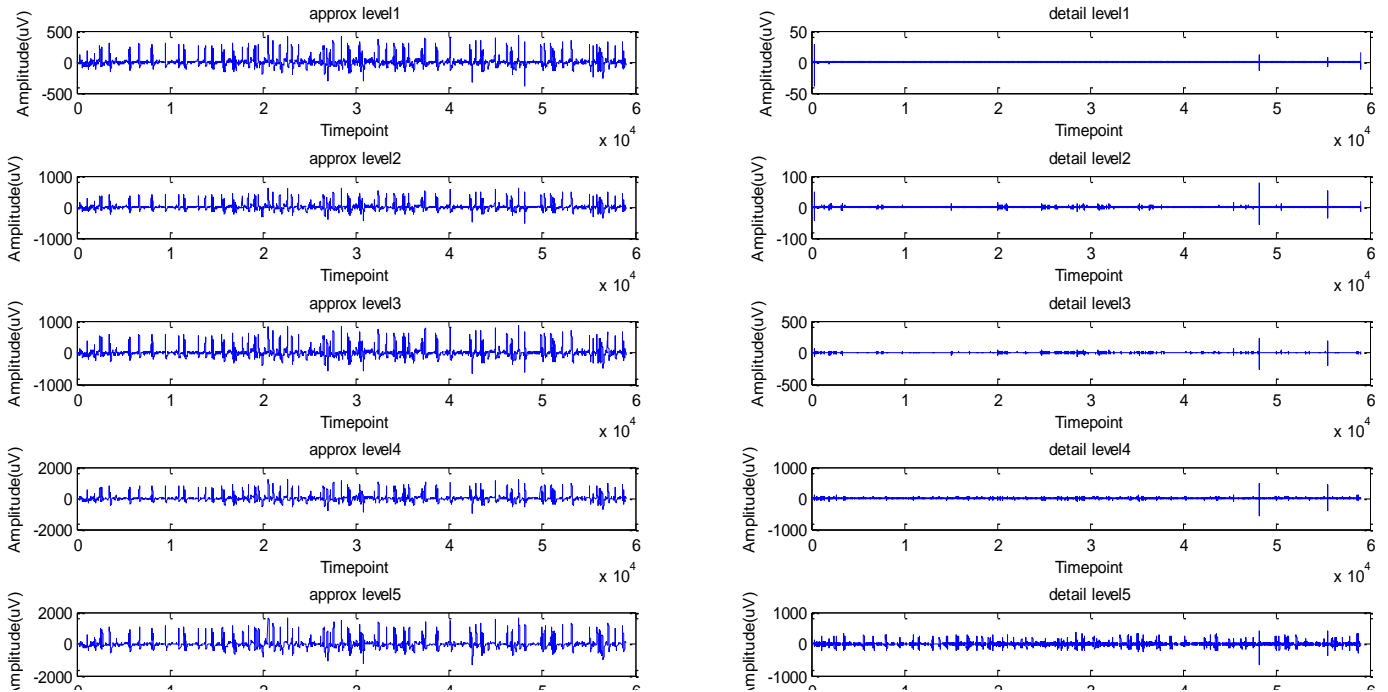 approx level1
500
0
-500
Amplitude(uV)
0 1 2 3 4 5 6
Timepoint
x 10^4
detail level1
50
0
-50
Amplitude(uV)
0 1 2 3 4 5 6
Timepoint
x 10^4
approx level2
1000
0
-1000
Amplitude(uV)
0 1 2 3 4 5 6
Timepoint
x 10^4
detail level2
100
0
-100
Amplitude(uV)
0 1 2 3 4 5 6
Timepoint
x 10^4
approx level3
1000
0
-1000
Amplitude(uV)
0 1 2 3 4 5 6
Timepoint
x 10^4
detail level3
500
0
-500
Amplitude(uV)
0 1 2 3 4 5 6
Timepoint
x 10^4
approx level4
2000
0
-2000
Amplitude(uV)
0 1 2 3 4 5 6
Timepoint
x 10^4
detail level4
1000
0
-1000
Amplitude(uV)
0 1 2 3 4 5 6
Timepoint
x 10^4
approx level5
2000
0
-2000
Amplitude(uV)
detail level5
1000
0
-1000
Amplitude(uV)